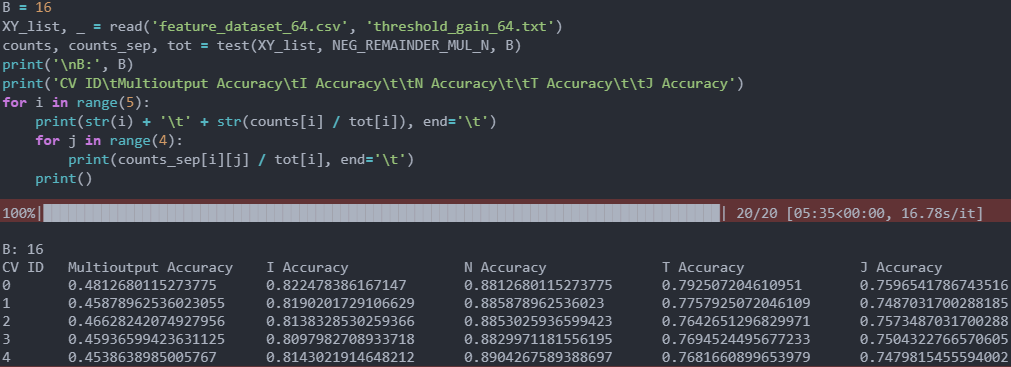 B = 16
XY_list, _ = read('feature_dataset_64.csv', 'threshold_gain_64.txt')
counts, counts_sep, tot = test(XY_list, NEG_REMAINDER_MUL_N, B)
print('\nB:', B)
print('CV ID\tMultioutput Accuracy\tI Accuracy\t\tN Accuracy\t\tT Accuracy\t\tJ Accuracy')
for i in range(5):
    print(str(i) + '\t' + str(counts[i] / tot[i]), end='\t')
    for j in range(4):
        print(counts_sep[i][j] / tot[i], end='\t')
    print()
100%| | 20/20 [05:35<00:00, 16.78s/it]
B: 16
CV ID Multioutput Accuracy I Accuracy N Accuracy T Accuracy J Accuracy
0 0.4812680115273775 0.822478386167147 0.8812680115273775 0.792507204610951 0.7596541786743516
1 0.45878962536023055 0.8190201729106629 0.885878962536023 0.7757925072046109 0.7487031700288185
2 0.46628242074927956 0.8138328530259366 0.8853025936599423 0.7642651296829971 0.7573487031700288
3 0.45936599423631125 0.8097982708933718 0.8829971181556195 0.7694524495677233 0.7504322766570605
4 0.4538638985005767 0.8143021914648212 0.8904267589388697 0.7681660899653979 0.7479815455594002